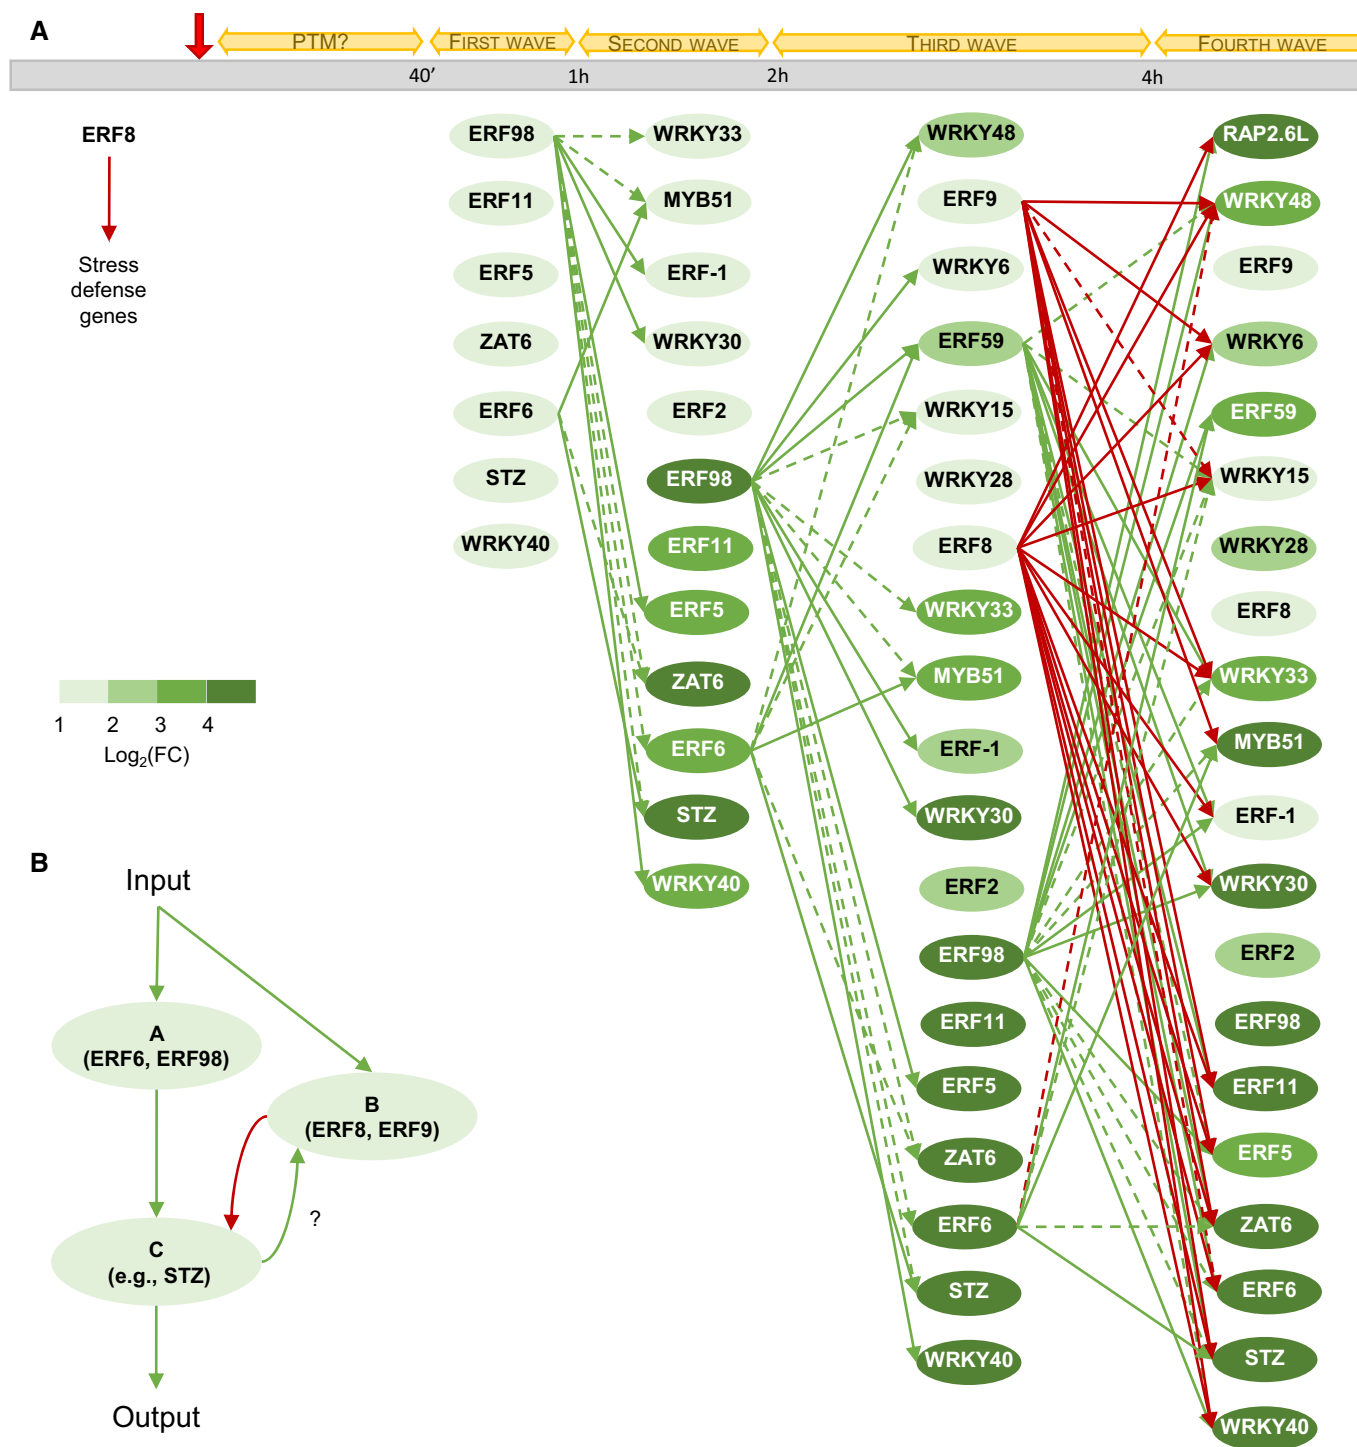 A
PTM?
FIRST WAVE
SECOND WAVE
THIRD WAVE
FOURTH WAVE
40’
1h
2h
4h
ERF8
Stress
defense
genes
ERF98
ERF11
ERF5
ZAT6
ERF6
STZ
WRKY40
WRKY33
MYB51
ERF-1
WRKY30
ERF2
ERF98
ERF11
ERF5
ZAT6
ERF6
STZ
WRKY40
WRKY48
ERF9
WRKY6
ERF59
WRKY15
WRKY28
ERF8
WRKY33
MYB51
ERF-1
WRKY30
ERF2
ERF98
ERF11
ERF5
ZAT6
ERF6
STZ
WRKY40
RAP2.6L
WRKY48
ERF9
WRKY6
ERF59
WRKY15
WRKY28
ERF8
WRKY33
MYB51
ERF-1
WRKY30
ERF2
ERF98
ERF11
ERF5
ZAT6
ERF6
STZ
WRKY40
1 2 3 4
Log₂(FC)
B
Input
A
(ERF6, ERF98)
B
(ERF8, ERF9)
?
C
(e.g., STZ)
Output